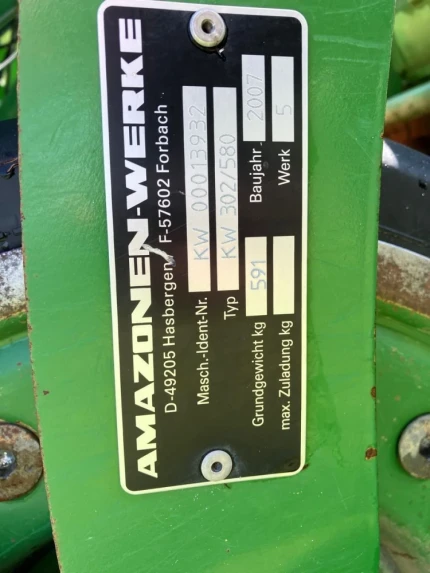 AMAZONEN-WERKE
D-49205 Hasbergen F-57602 Forbach
Masch.-Ident-Nr. KW 00013932
Typ KW 302/580
Grundgewicht kg 591 Baujahr 2007
max. Zuladung kg Werk 5